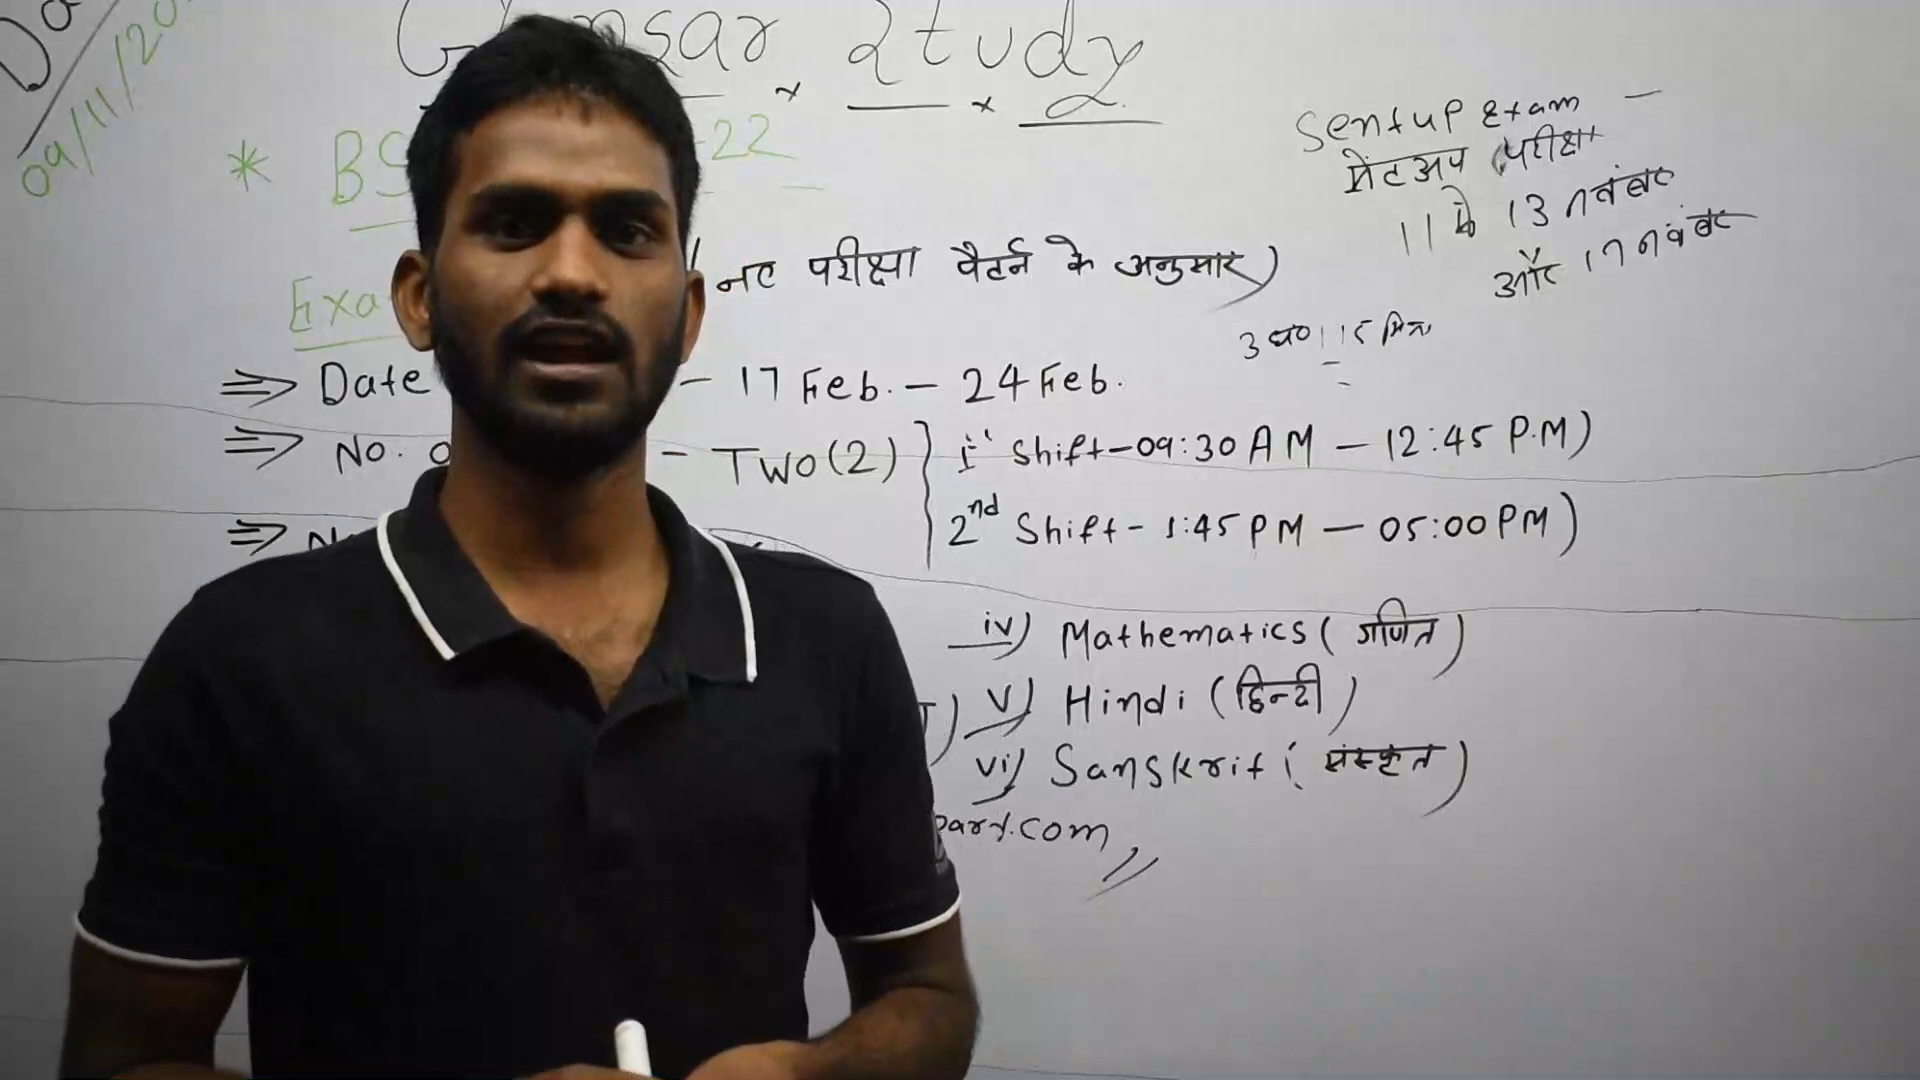 Study
09/11/20
* BS 22
Sentup Exam -
सेंटअप परीक्षा
11 से 13 नवंबर
और 17 नवंबर
(नए परीक्षा पैटर्न के अनुसार)
Exa
3 घ० 15 मिन
⇒ Date - 17 Feb. - 24 Feb.
⇒ No. o - Two (2) } 1st Shift - 09:30 AM - 12:45 P.M)
2nd Shift - 1:45 PM - 05:00 PM)
⇒ N
iv) Mathematics (गणित)
v) Hindi (हिन्दी)
vi) Sanskrit (संस्कृत)
pary.com